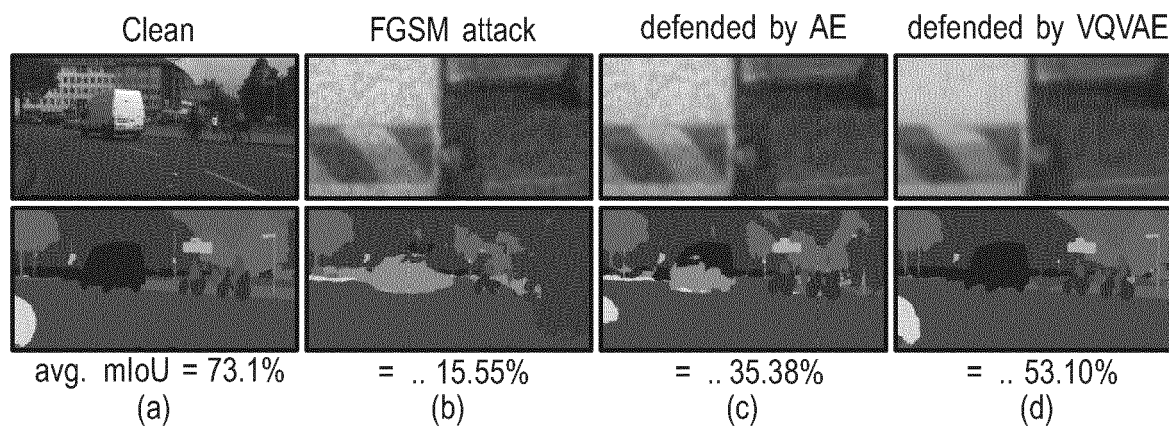 Clean FGSM attack defended by AE defended by VQVAE
avg. mIoU = 73.1% = .. 15.55% = .. 35.38% = .. 53.10%
(a) (b) (c) (d)